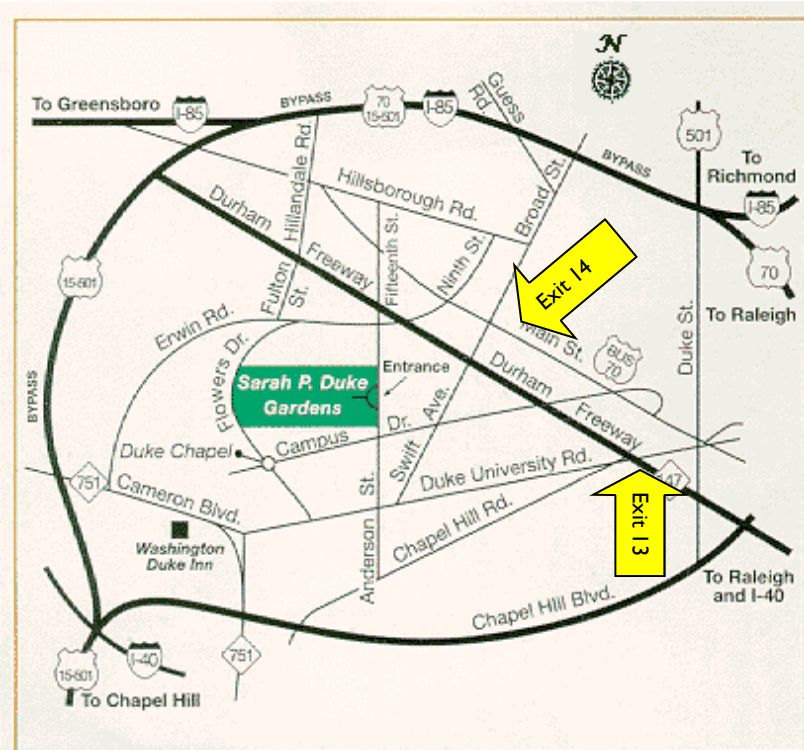 N
To Greensboro
I-85
BYPASS
70
15-501
I-85
Guess
Rd.
BYPASS
501
To
Richmond
I-85
70
To Raleigh
Hillandale Rd.
Hillsborough Rd.
Broad St.
Durham
Freeway
Fifteenth St.
Ninth St.
Exit 14
15-501
Fulton
St.
Erwin Rd.
Main St.
BUS
70
Duke St.
Flowers Dr.
Sarah P. Duke
Gardens
Entrance
Durham
Freeway
BYPASS
Duke Chapel
Campus
Dr.
Swift
Ave.
751
Cameron Blvd.
Duke University Rd.
147
Exit 13
Washington
Duke Inn
Anderson
St.
Chapel Hill Rd.
To Raleigh
and I-40
Chapel Hill Blvd.
751
I-40
15-501
To Chapel Hill